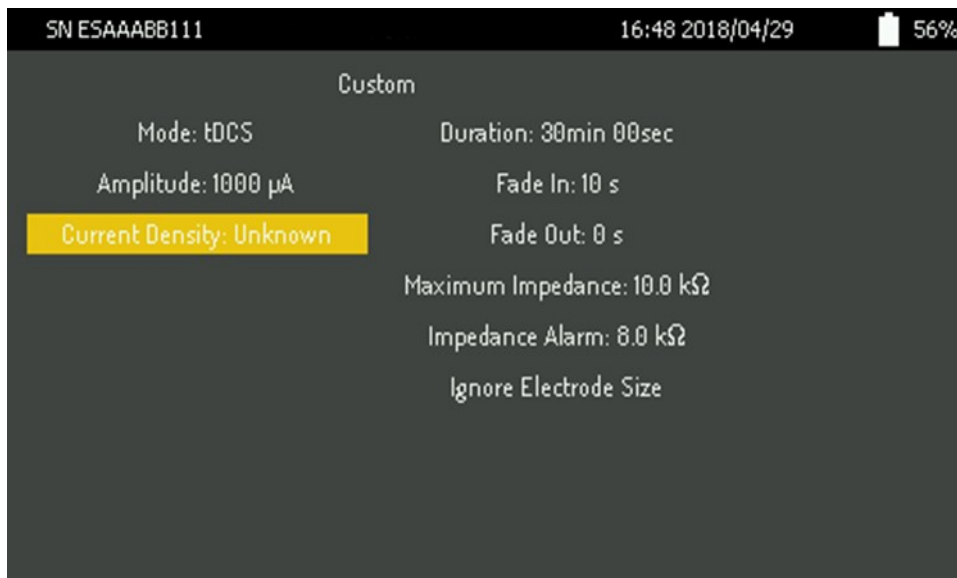 SN ESAAABB111 16:48 2018/04/29 56%
Custom
Mode: tDCS Duration: 30min 00sec
Amplitude: 1000 µA Fade In: 10 s
Current Density: Unknown Fade Out: 0 s
Maximum Impedance: 10.0 kΩ
Impedance Alarm: 8.0 kΩ
Ignore Electrode Size